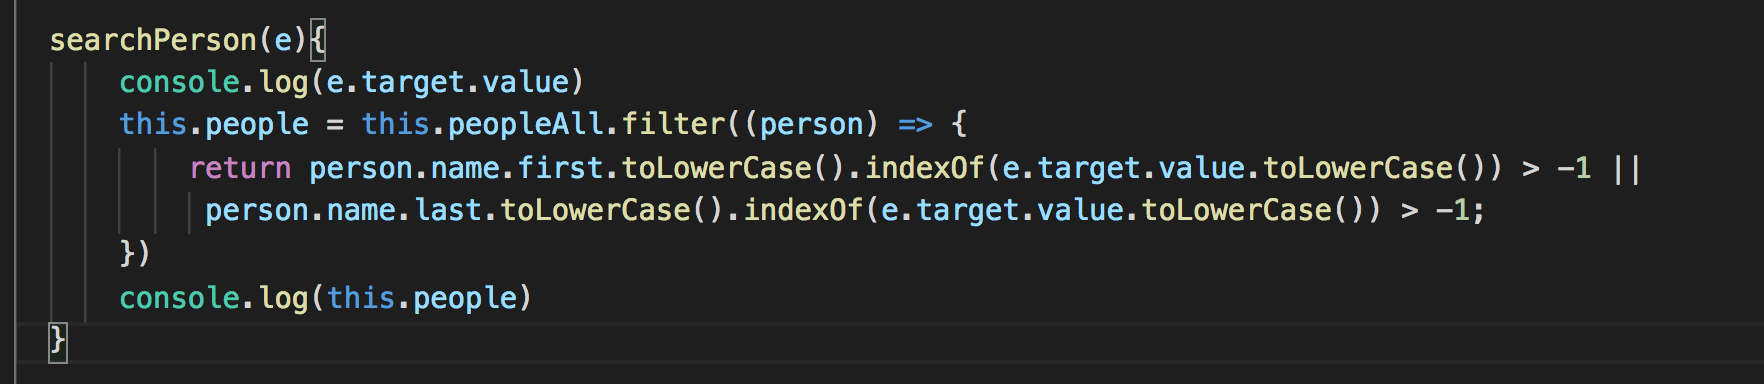 searchPerson(e){
    console.log(e.target.value)
    this.people = this.peopleAll.filter((person) => {
        return person.name.first.toLowerCase().indexOf(e.target.value.toLowerCase()) > -1 ||
         person.name.last.toLowerCase().indexOf(e.target.value.toLowerCase()) > -1;
    })
    console.log(this.people)
}